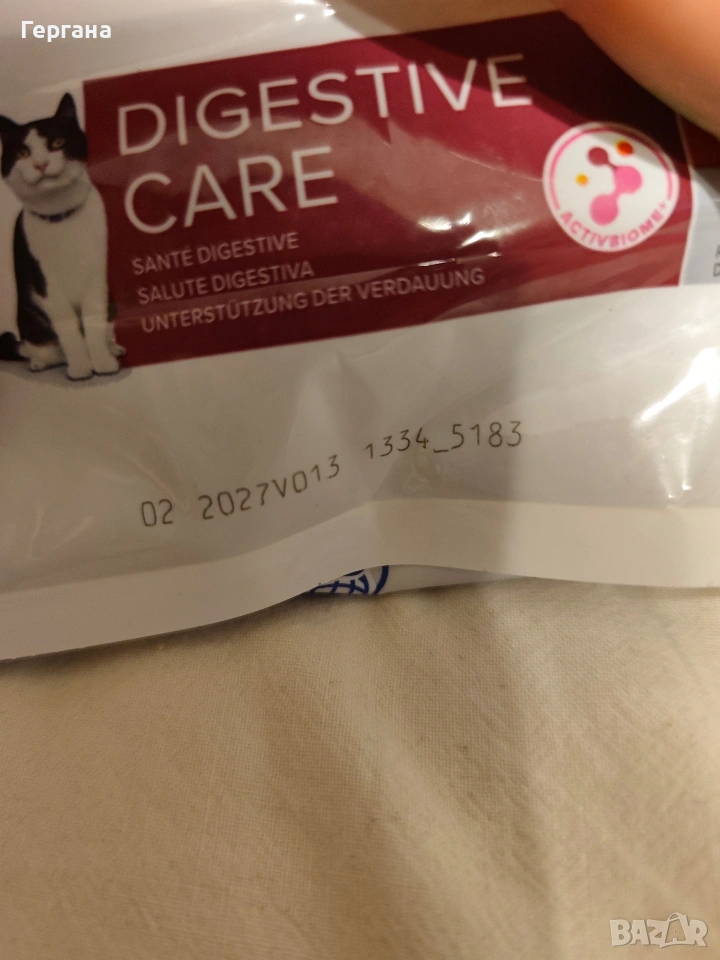 Гергана
DIGESTIVE
CARE
SANTÉ DIGESTIVE
SALUTE DIGESTIVA
UNTERSTÜTZUNG DER VERDAUUNG
ACTIVBIOME+
02 2027V013 1334_5183
BAZAR